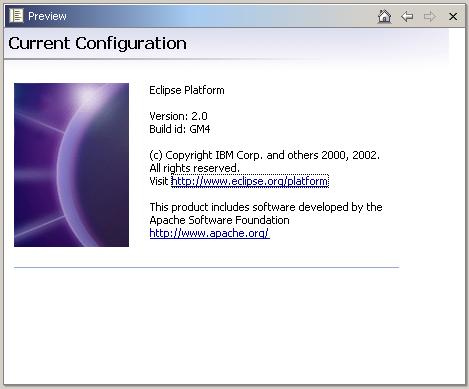 Preview
Current Configuration
Eclipse Platform
Version: 2.0
Build id: GM4
(c) Copyright IBM Corp. and others 2000, 2002.
All rights reserved.
Visit http://www.eclipse.org/platform
This product includes software developed by the
Apache Software Foundation
http://www.apache.org/